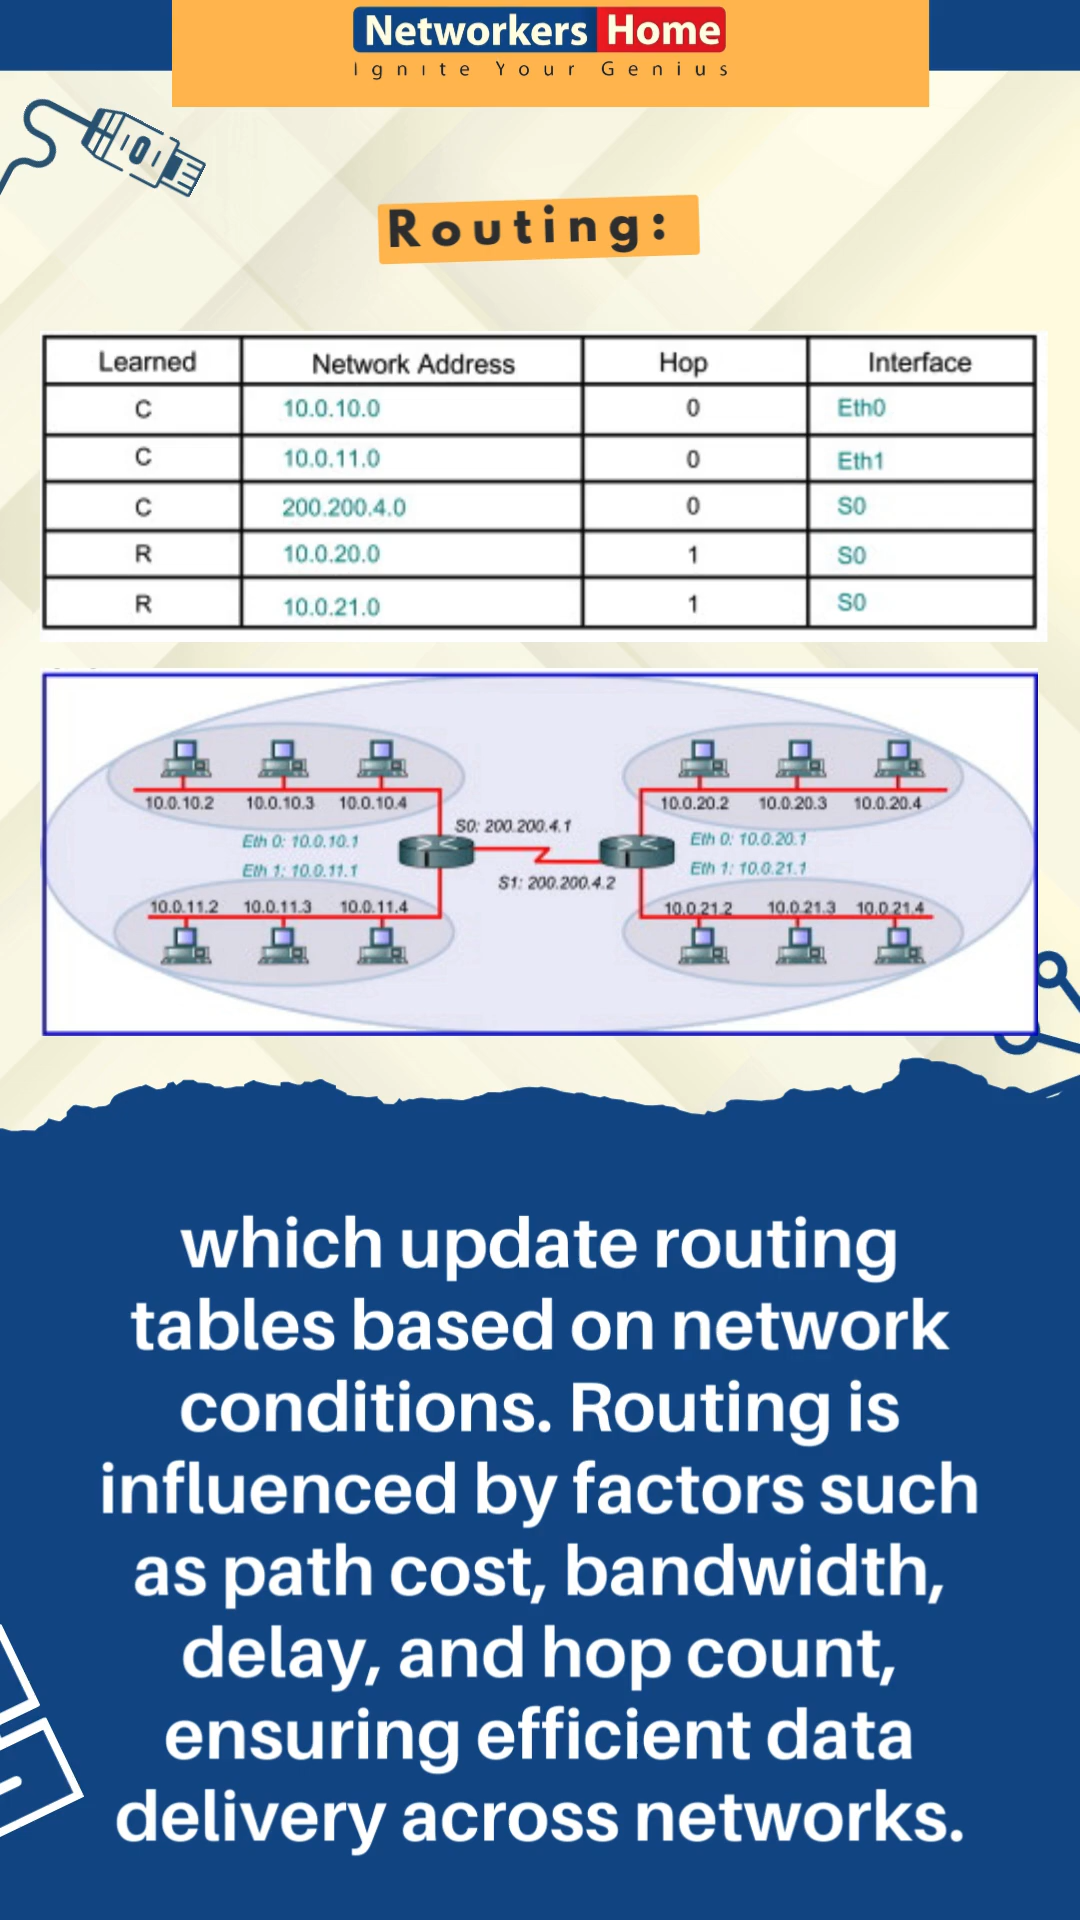 Networkers Home
Ignite Your Genius
Routing:
Learned Network Address Hop Interface
C 10.0.10.0 0 Eth0
C 10.0.11.0 0 Eth1
C 200.200.4.0 0 S0
R 10.0.20.0 1 S0
R 10.0.21.0 1 S0
10.0.10.2 10.0.10.3 10.0.10.4
10.0.20.2 10.0.20.3 10.0.20.4
S0: 200.200.4.1
Eth 0: 10.0.10.1
Eth 0: 10.0.20.1
Eth 1: 10.0.11.1
Eth 1: 10.0.21.1
S1: 200.200.4.2
10.0.11.2 10.0.11.3 10.0.11.4
10.0.21.2 10.0.21.3 10.0.21.4
which update routing
tables based on network
conditions. Routing is
influenced by factors such
as path cost, bandwidth,
delay, and hop count,
ensuring efficient data
delivery across networks.